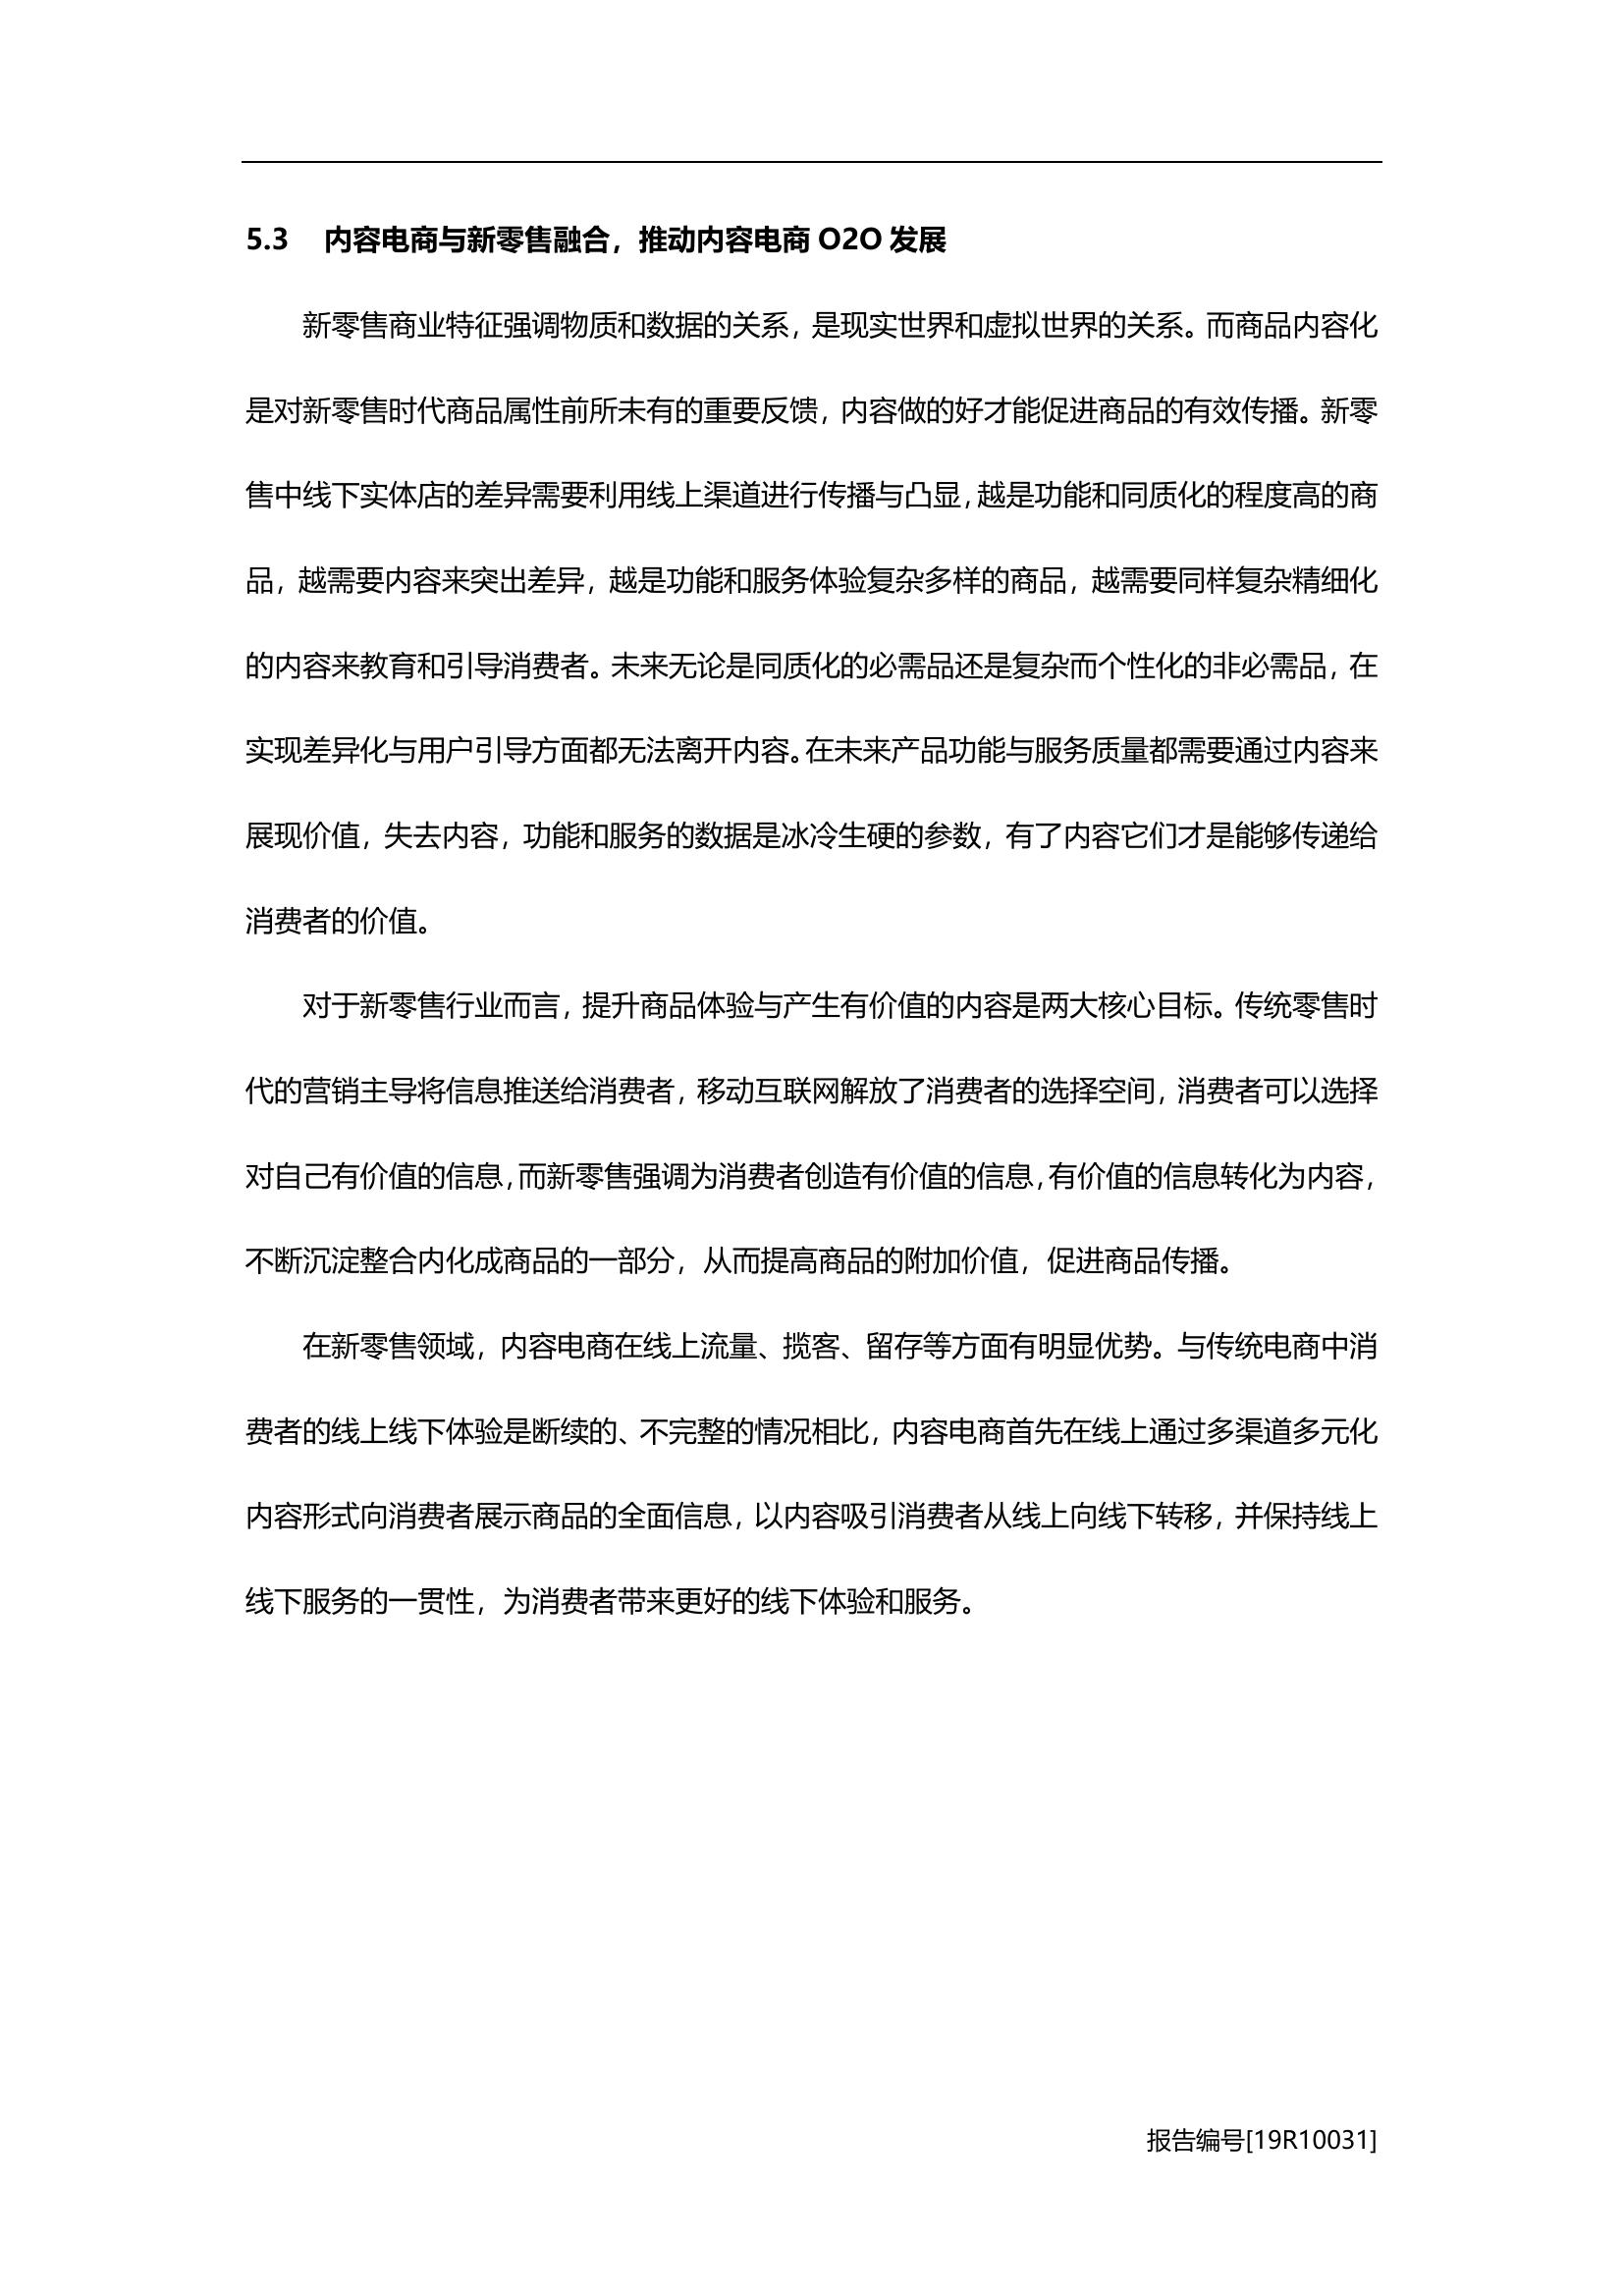 5.3 内容电商与新零售融合，推动内容电商 O2O 发展
新零售商业特征强调物质和数据的关系，是现实世界和虚拟世界的关系。而商品内容化
是对新零售时代商品属性前所未有的重要反馈，内容做的好才能促进商品的有效传播。新零
售中线下实体店的差异需要利用线上渠道进行传播与凸显，越是功能和同质化的程度高的商
品，越需要内容来突出差异，越是功能和服务体验复杂多样的商品，越需要同样复杂精细化
的内容来教育和引导消费者。未来无论是同质化的必需品还是复杂而个性化的非必需品，在
实现差异化与用户引导方面都无法离开内容。在未来产品功能与服务质量都需要通过内容来
展现价值，失去内容，功能和服务的数据是冰冷生硬的参数，有了内容它们才是能够传递给
消费者的价值。
对于新零售行业而言，提升商品体验与产生有价值的内容是两大核心目标。传统零售时
代的营销主导将信息推送给消费者，移动互联网解放了消费者的选择空间，消费者可以选择
对自己有价值的信息，而新零售强调为消费者创造有价值的信息，有价值的信息转化为内容，
不断沉淀整合内化成商品的一部分，从而提高商品的附加价值，促进商品传播。
在新零售领域，内容电商在线上流量、揽客、留存等方面有明显优势。与传统电商中消
费者的线上线下体验是断续的、不完整的情况相比，内容电商首先在线上通过多渠道多元化
内容形式向消费者展示商品的全面信息，以内容吸引消费者从线上向线下转移，并保持线上
线下服务的一贯性，为消费者带来更好的线下体验和服务。
报告编号[19R10031]